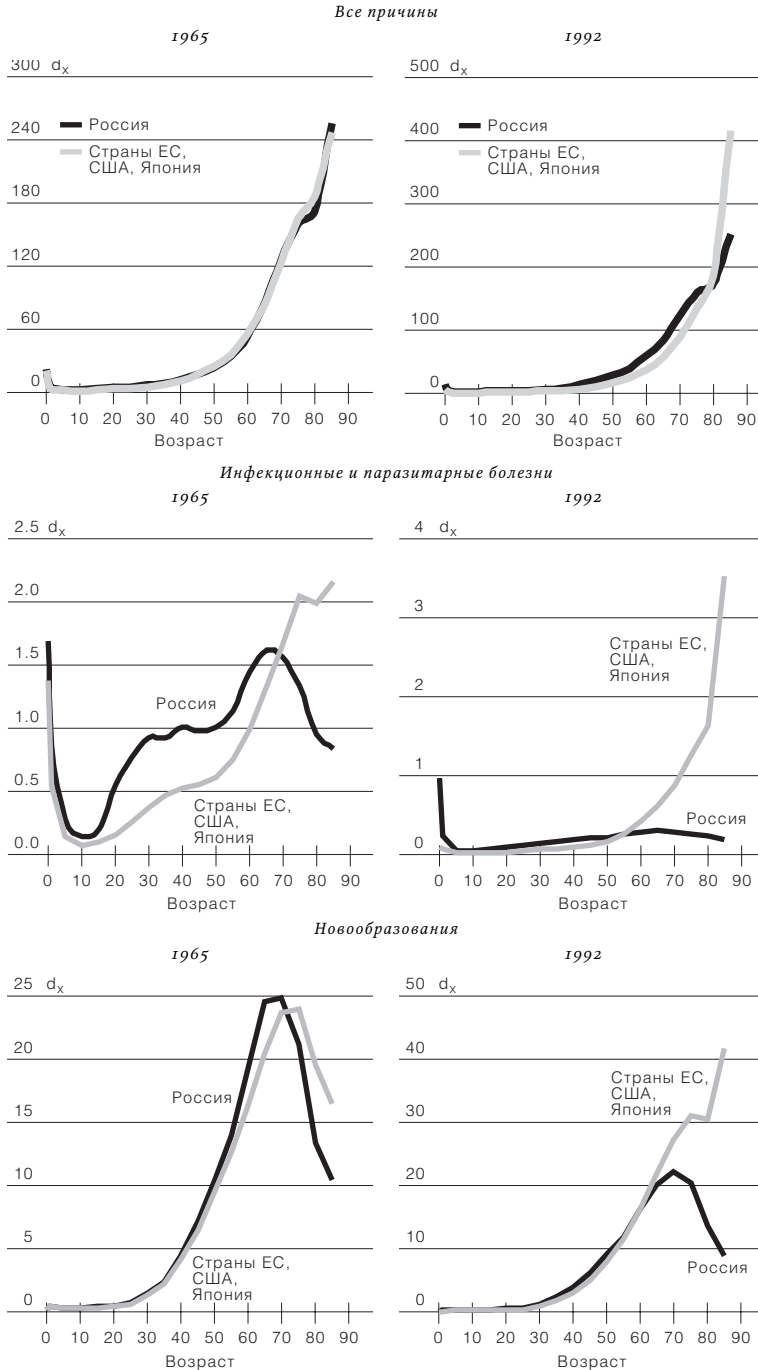 Все причины
1965
300 dx
240
180
120
60
0
Россия
Страны ЕС,
США, Япония
0 10 20 30 40 50 60 70 80 90
Возраст
1992
500 dx
400
300
200
100
0
Россия
Страны ЕС,
США, Япония
0 10 20 30 40 50 60 70 80 90
Возраст
Инфекционные и паразитарные болезни
1965
2.5 dx
2.0
1.5
1.0
0.5
0.0
Россия
Страны ЕС,
США,
Япония
0 10 20 30 40 50 60 70 80 90
Возраст
1992
4 dx
3
2
1
0
Страны ЕС,
США,
Япония
Россия
0 10 20 30 40 50 60 70 80 90
Возраст
Новообразования
1965
25 dx
20
15
10
5
0
Россия
Страны ЕС,
США,
Япония
0 10 20 30 40 50 60 70 80 90
Возраст
1992
50 dx
40
30
20
10
0
Страны ЕС,
США,
Япония
Россия
0 10 20 30 40 50 60 70 80 90
Возраст